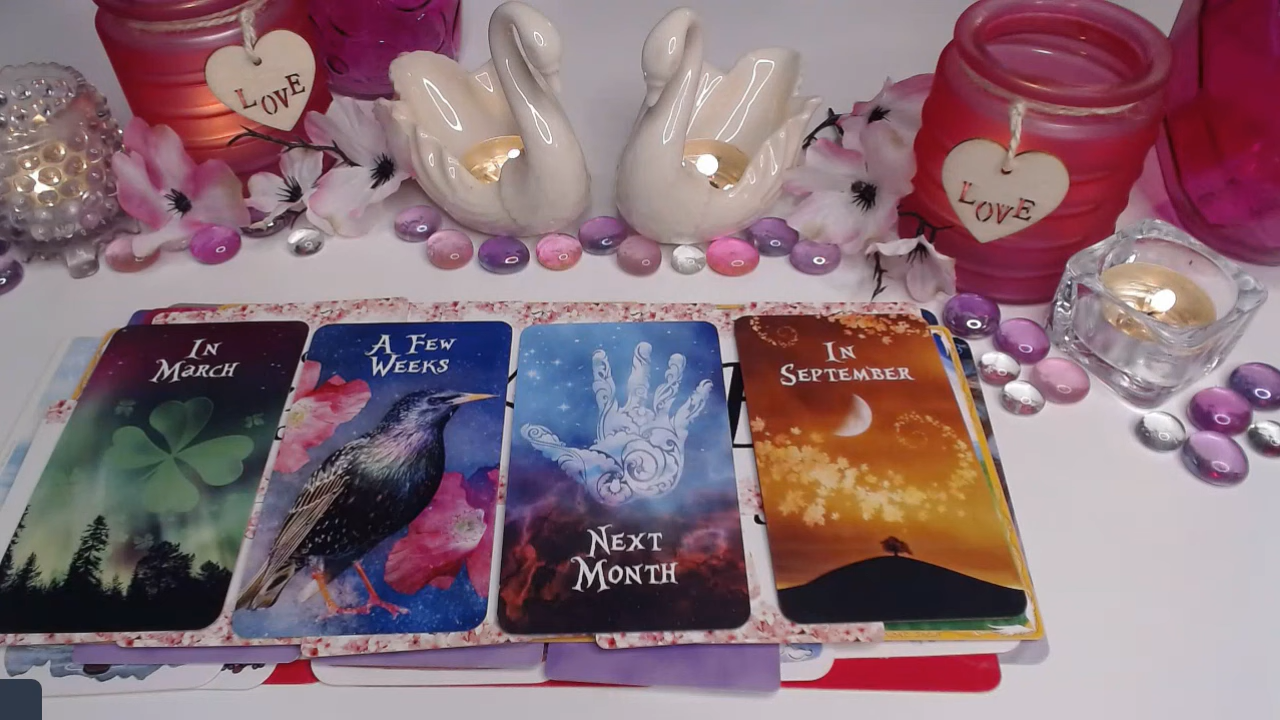 LOVE
LOVE
IN
MARCH
A FEW
WEEKS
NEXT
MONTH
IN
SEPTEMBER